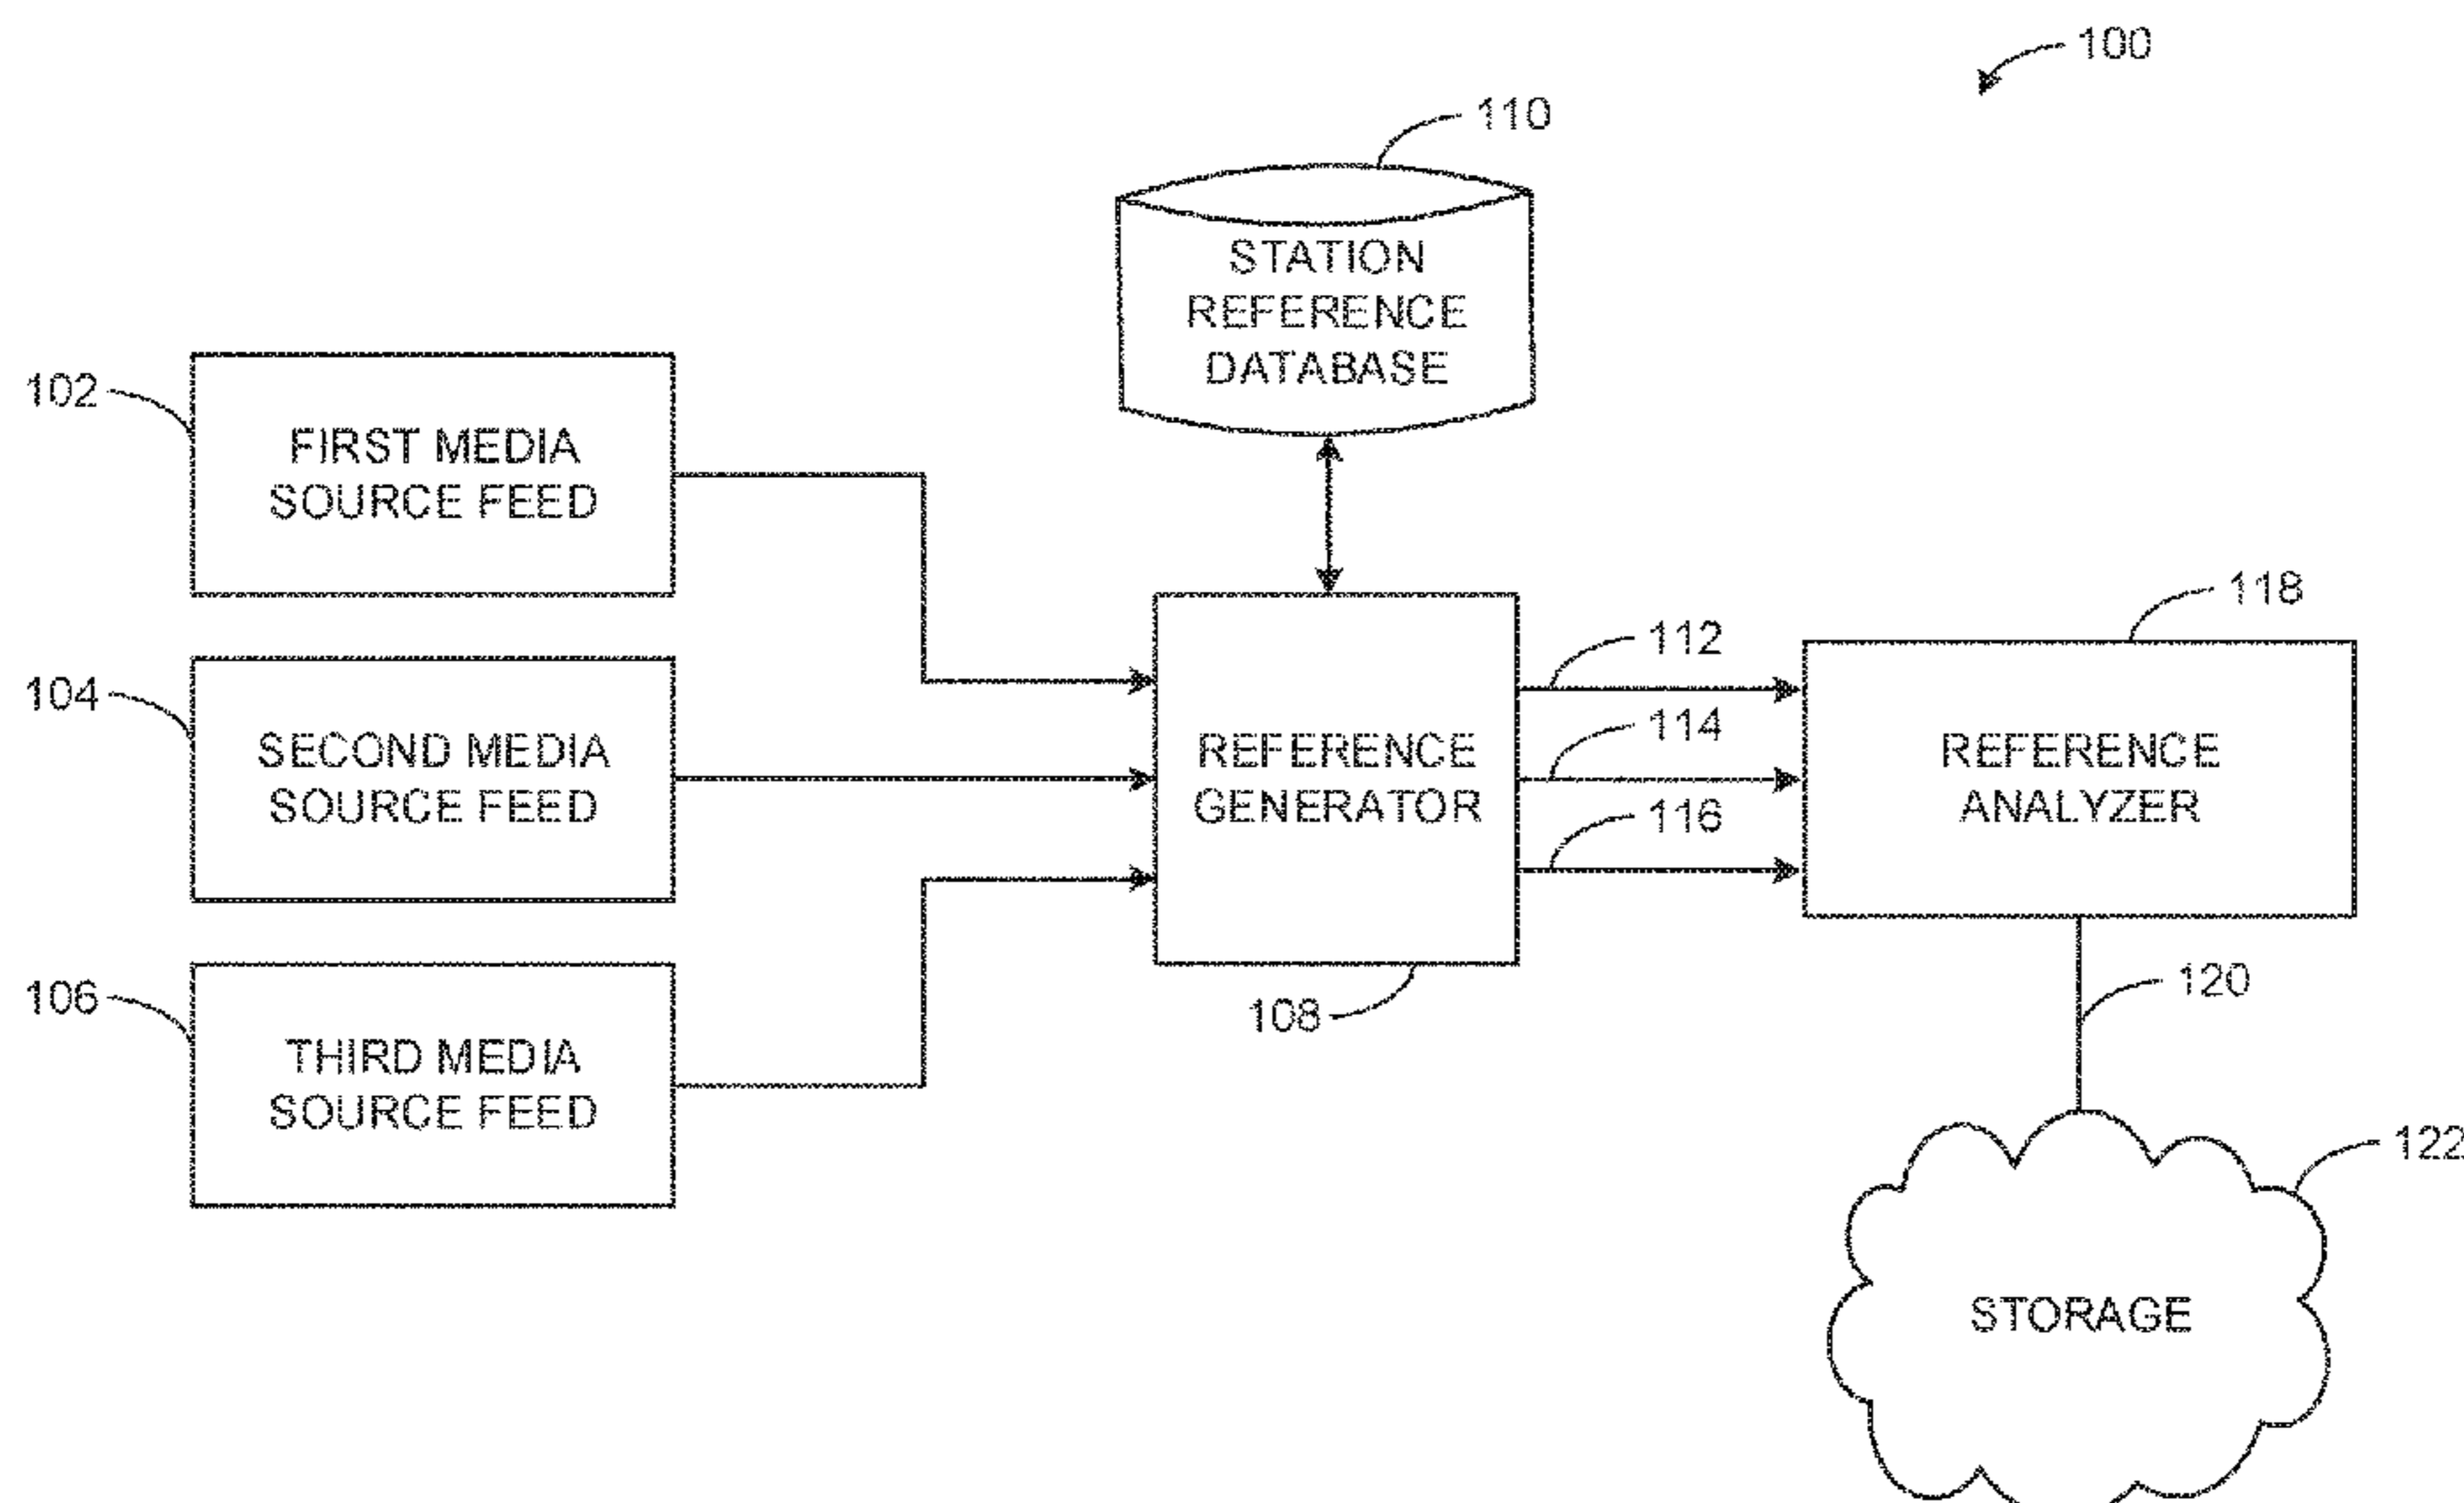 100
110
STATION
REFERENCE
DATABASE
102
FIRST MEDIA
SOURCE FEED
104
SECOND MEDIA
SOURCE FEED
106
THIRD MEDIA
SOURCE FEED
REFERENCE
GENERATOR
108
112
114
116
118
REFERENCE
ANALYZER
120
122
STORAGE